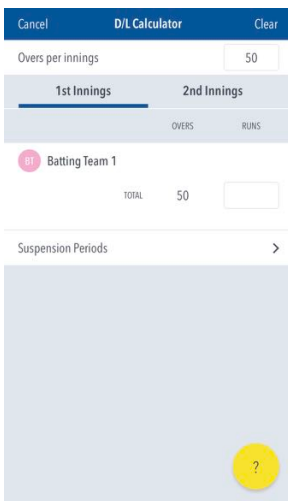 Cancel D/L Calculator Clear
Overs per innings 50
1st Innings 2nd Innings
OVERS RUNS
BT Batting Team 1
TOTAL 50
Suspension Periods >
?